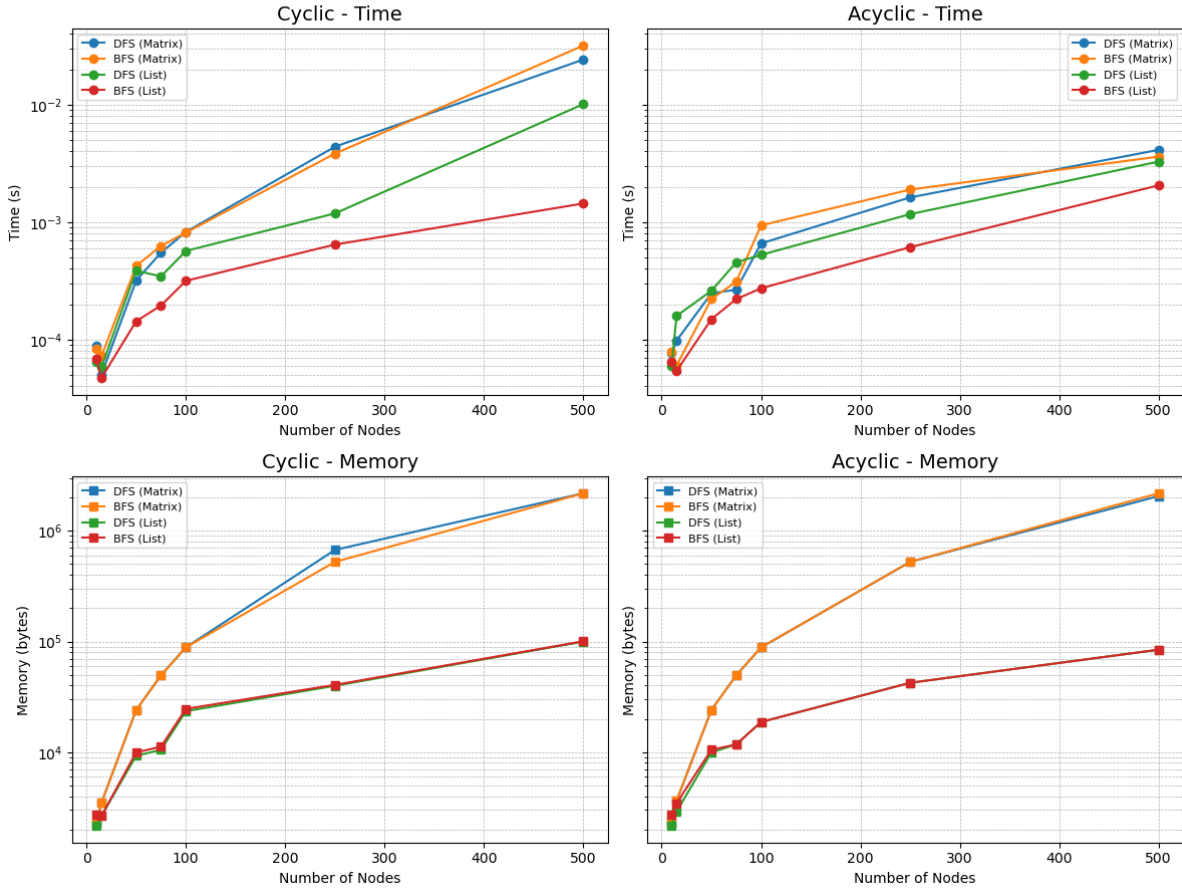 Cyclic - Time
DFS (Matrix)
BFS (Matrix)
DFS (List)
BFS (List)
Time (s)
10⁻²
10⁻³
10⁻⁴
0 100 200 300 400 500
Number of Nodes
Acyclic - Time
DFS (Matrix)
BFS (Matrix)
DFS (List)
BFS (List)
Time (s)
0 100 200 300 400 500
Number of Nodes
Cyclic - Memory
DFS (Matrix)
BFS (Matrix)
DFS (List)
BFS (List)
Memory (bytes)
10⁶
10⁵
10⁴
0 100 200 300 400 500
Number of Nodes
Acyclic - Memory
DFS (Matrix)
BFS (Matrix)
DFS (List)
BFS (List)
Memory (bytes)
0 100 200 300 400 500
Number of Nodes